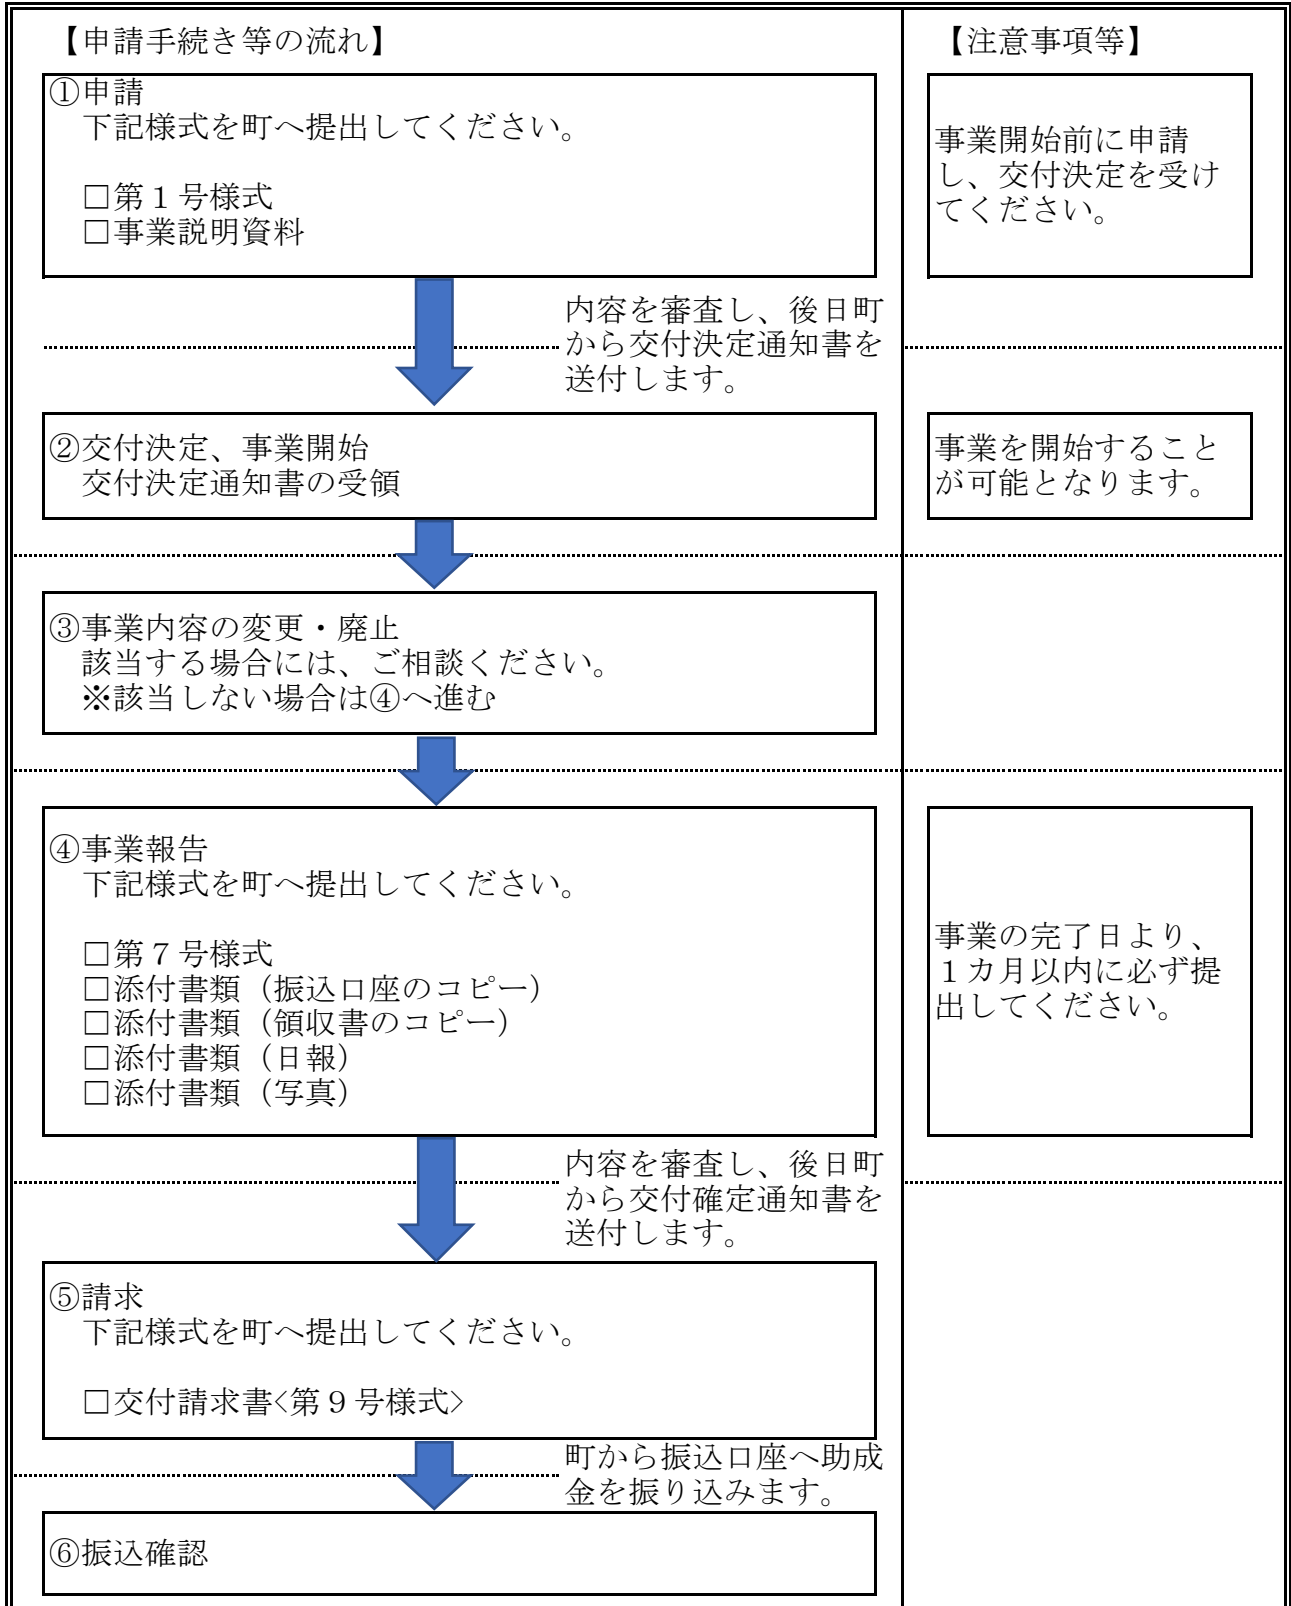 【申請手続き等の流れ】
【注意事項等】
①申請
下記様式を町へ提出してください。
□第１号様式
□事業説明資料
事業開始前に申請
し、交付決定を受け
てください。
内容を審査し、後日町
から交付決定通知書を
送付します。
②交付決定、事業開始
交付決定通知書の受領
事業を開始すること
が可能となります。
③事業内容の変更・廃止
該当する場合には、ご相談ください。
※該当しない場合は④へ進む
④事業報告
下記様式を町へ提出してください。
□第７号様式
□添付書類（振込口座のコピー）
□添付書類（領収書のコピー）
□添付書類（日報）
□添付書類（写真）
事業の完了日より、
１カ月以内に必ず提
出してください。
内容を審査し、後日町
から交付確定通知書を
送付します。
⑤請求
下記様式を町へ提出してください。
□交付請求書<第９号様式>
町から振込口座へ助成
金を振り込みます。
⑥振込確認